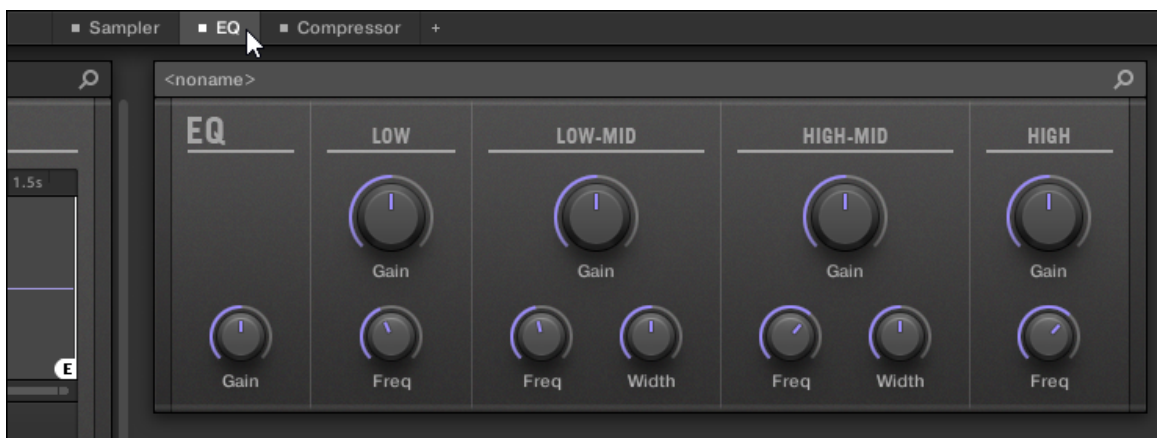 Sampler EQ Compressor +
<noname>
EQ LOW LOW-MID HIGH-MID HIGH
1.5s
Gain Gain Gain Gain
E
Gain Freq Freq Width Freq Width Freq